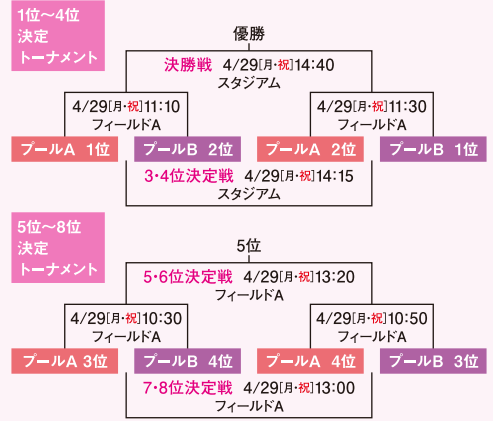 1位～4位
決定
トーナメント
優勝
決勝戦 4/29[月・祝]14:40
スタジアム
4/29[月・祝]11:10
フィールドA
4/29[月・祝]11:30
フィールドA
プールA 1位
プールB 2位
プールA 2位
プールB 1位
3・4位決定戦 4/29[月・祝]14:15
スタジアム
5位～8位
決定
トーナメント
5位
5・6位決定戦 4/29[月・祝]13:20
フィールドA
4/29[月・祝]10:30
フィールドA
4/29[月・祝]10:50
フィールドA
プールA 3位
プールB 4位
プールA 4位
プールB 3位
7・8位決定戦 4/29[月・祝]13:00
フィールドA